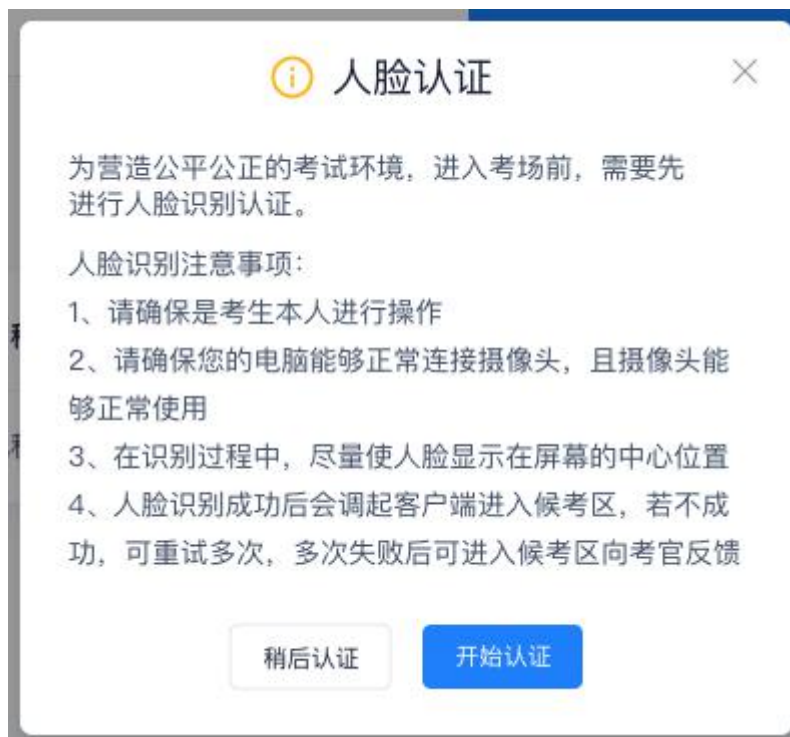 人脸认证
为营造公平公正的考试环境，进入考场前，需要先
进行人脸识别认证。
人脸识别注意事项：
1、请确保是考生本人进行操作
2、请确保您的电脑能够正常连接摄像头，且摄像头能
够正常使用
3、在识别过程中，尽量使人脸显示在屏幕的中心位置
4、人脸识别成功后会调起客户端进入候考区，若不成
功，可重试多次，多次失败后可进入候考区向考官反馈
稍后认证
开始认证